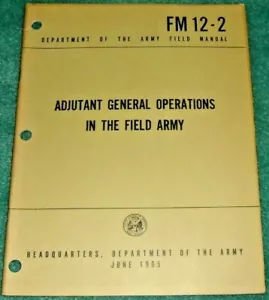 FM 12-2
DEPARTMENT OF THE ARMY FIELD MANUAL
ADJUTANT GENERAL OPERATIONS
IN THE FIELD ARMY
HEADQUARTERS, DEPARTMENT OF THE ARMY
JUNE 1965